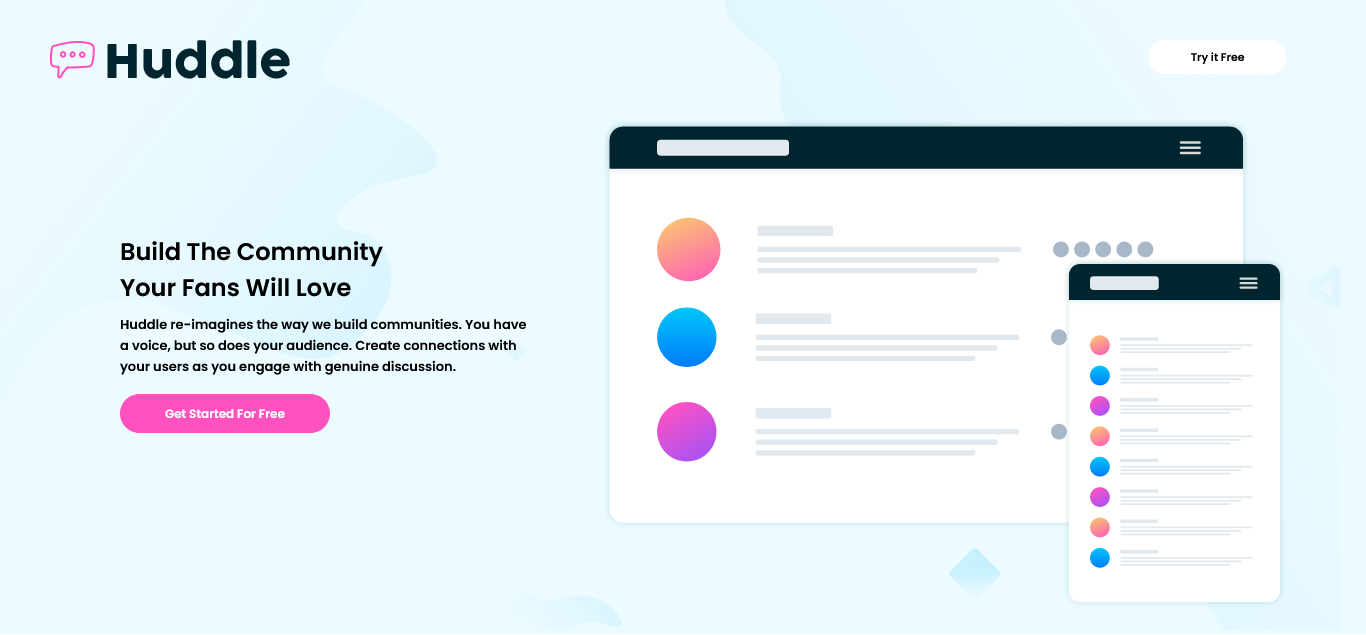 Huddle
Try it Free
Build The Community
Your Fans Will Love
Huddle re-imagines the way we build communities. You have
a voice, but so does your audience. Create connections with
your users as you engage with genuine discussion.
Get Started For Free